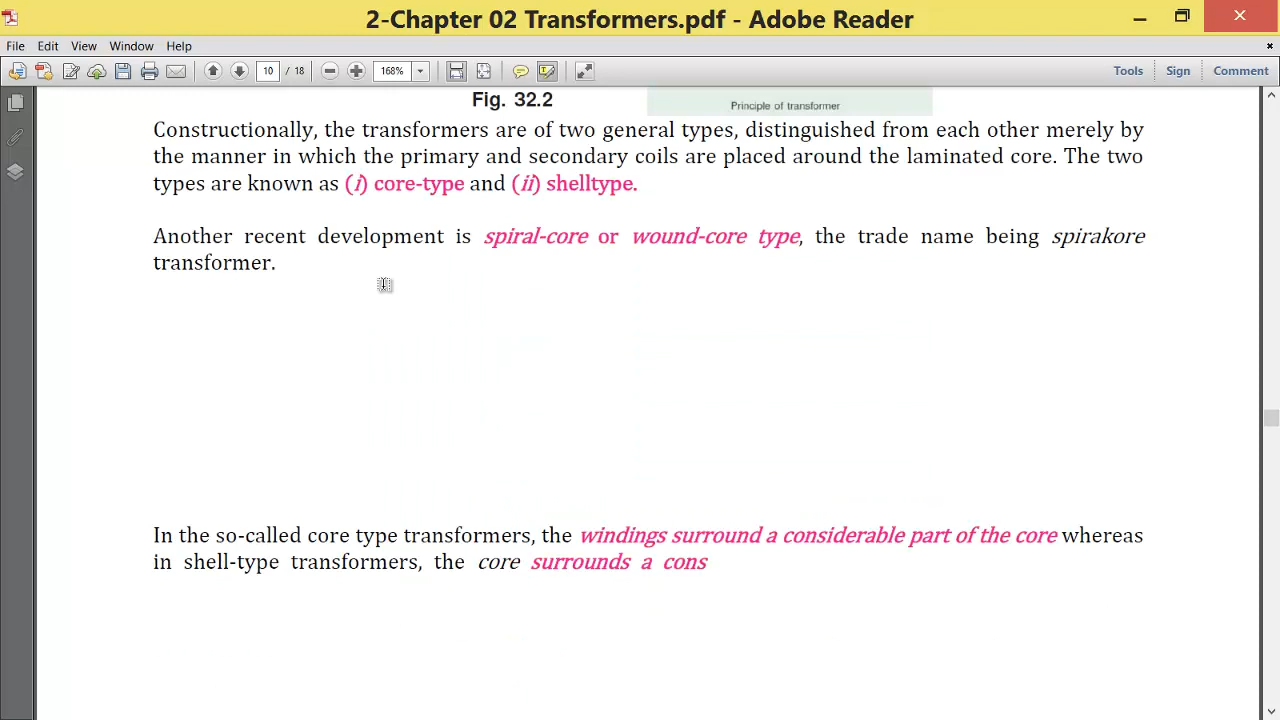 2-Chapter 02 Transformers.pdf - Adobe Reader
File Edit View Window Help
10 / 18 168% Tools Sign Comment
Fig. 32.2 Principle of transformer
Constructionally, the transformers are of two general types, distinguished from each other merely by
the manner in which the primary and secondary coils are placed around the laminated core. The two
types are known as (i) core-type and (ii) shelltype.
Another recent development is spiral-core or wound-core type, the trade name being spirakore
transformer.
In the so-called core type transformers, the windings surround a considerable part of the core whereas
in shell-type transformers, the core surrounds a cons